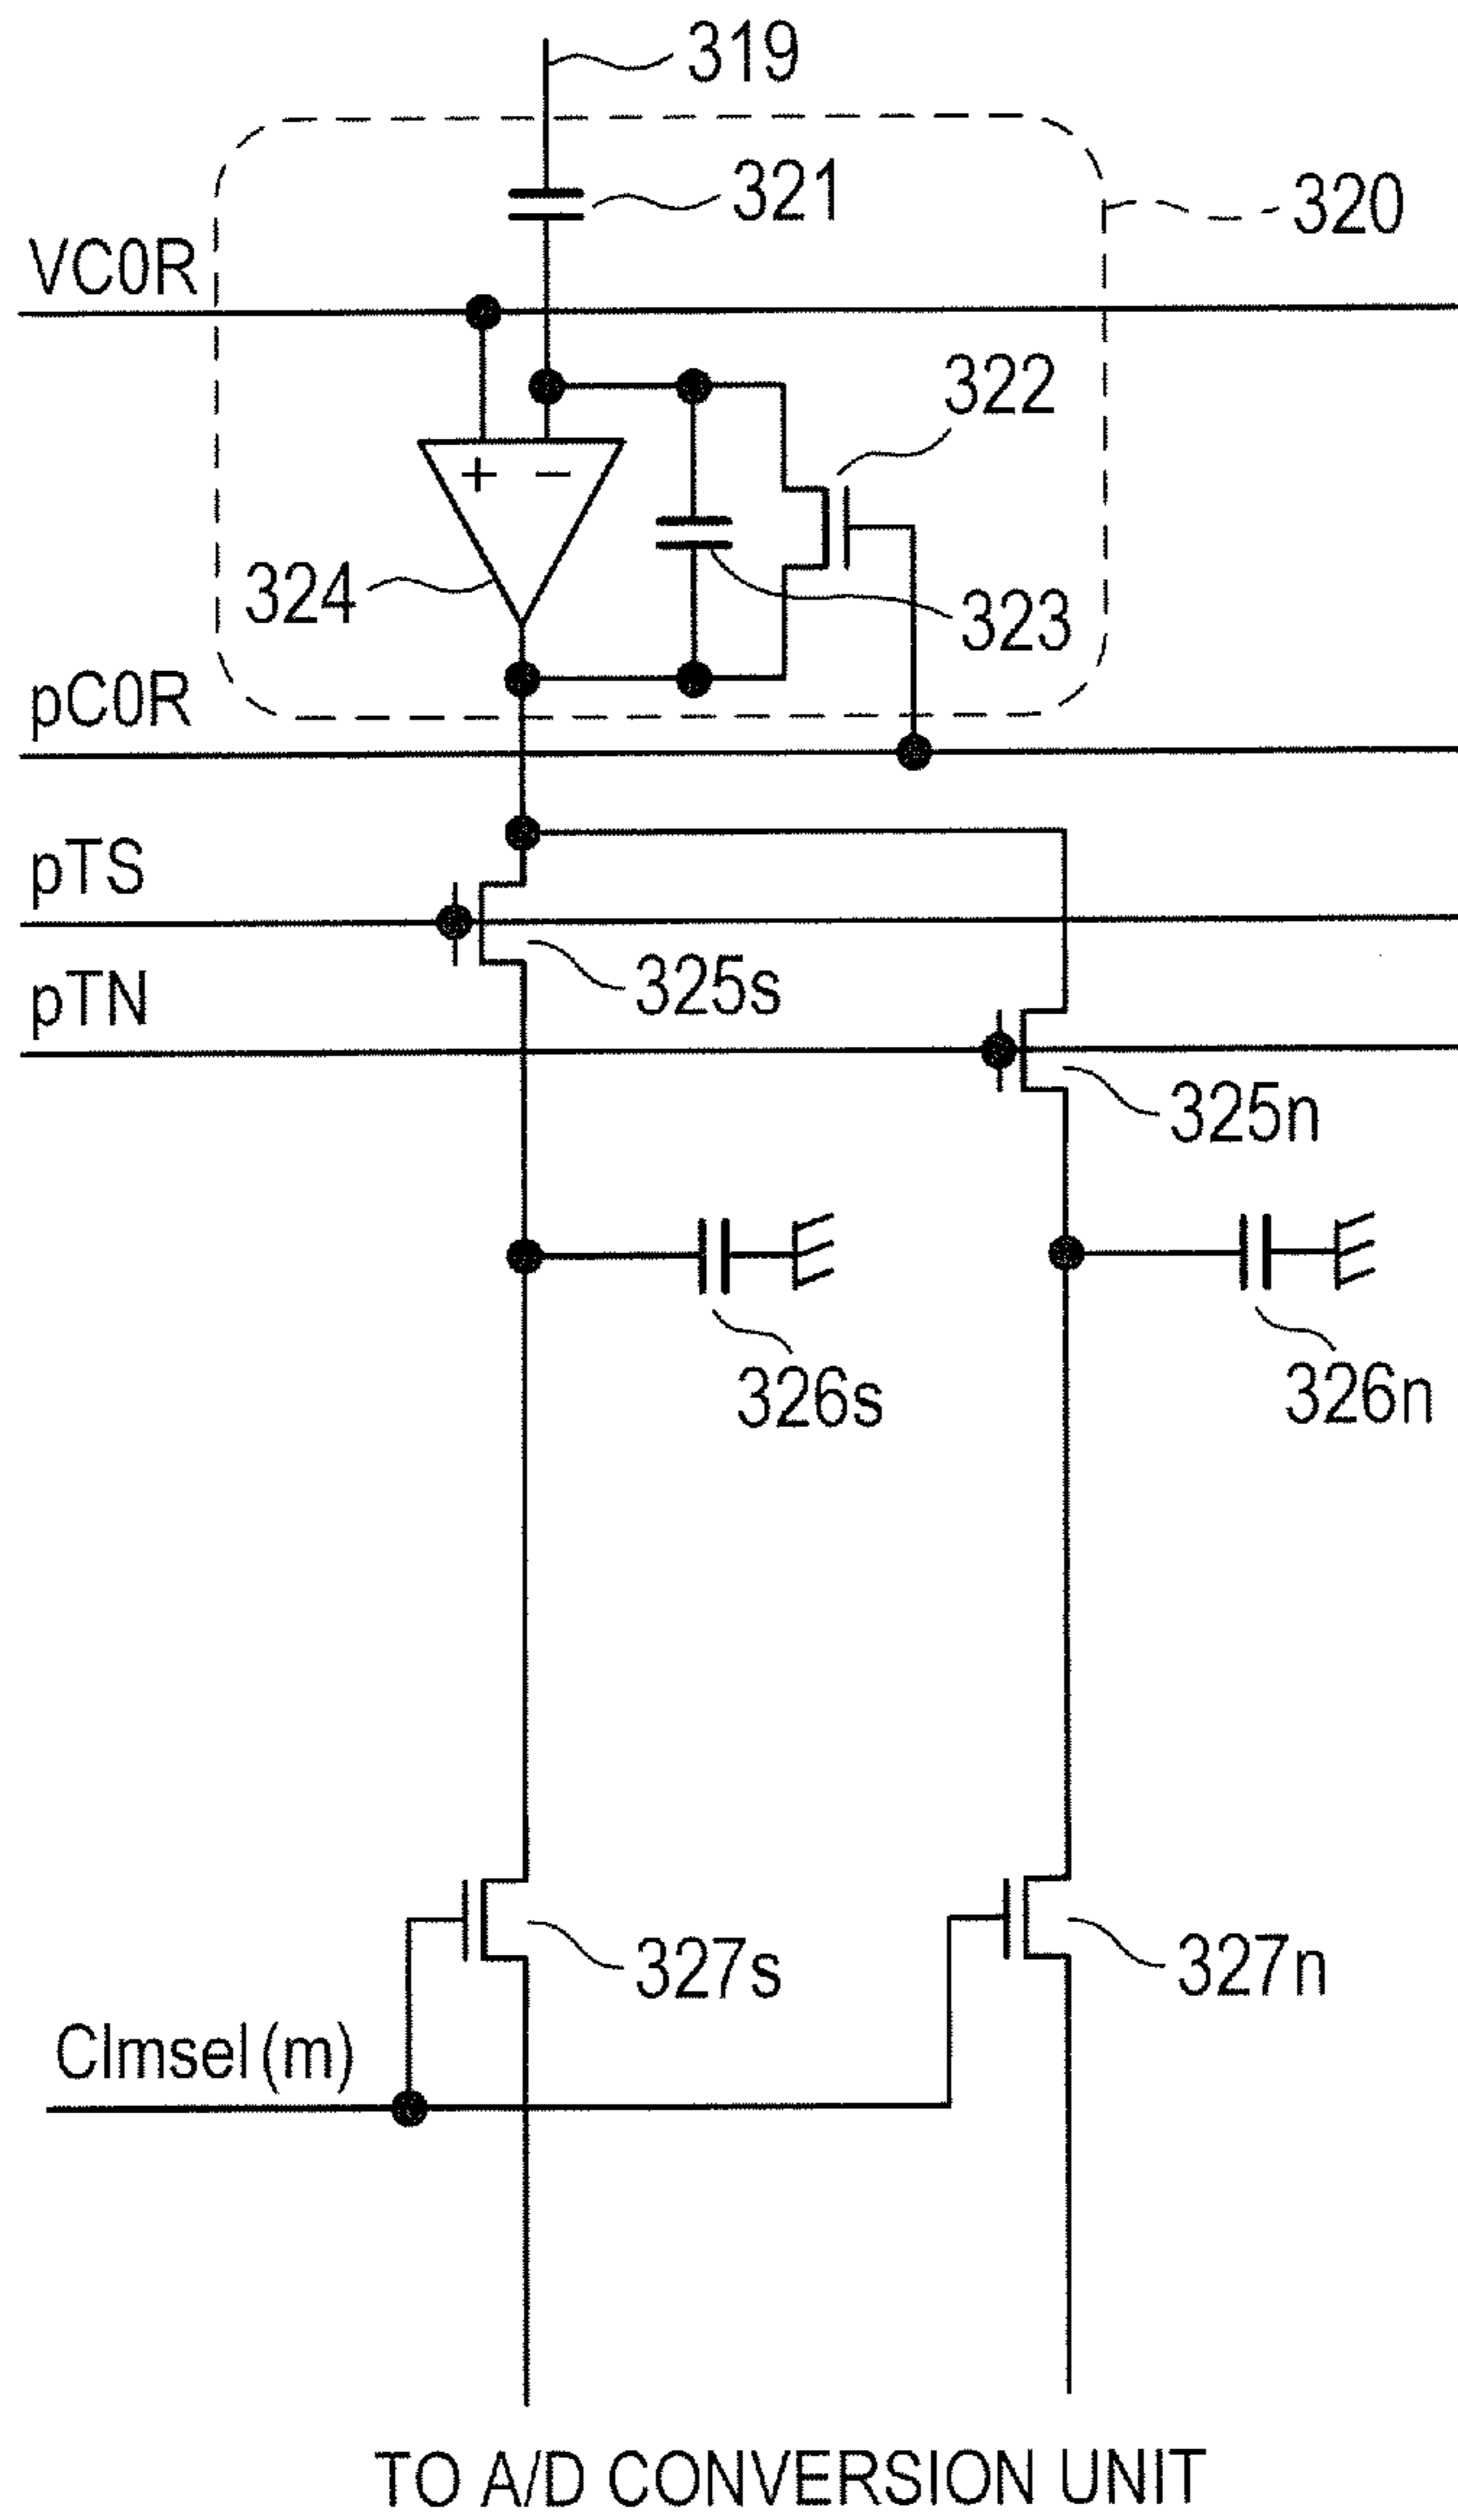 319
321
320
VC0R
322
+ −
324
323
pC0R
pTS
325s
pTN
325n
326s
326n
327s
327n
Clmsel(m)
TO A/D CONVERSION UNIT